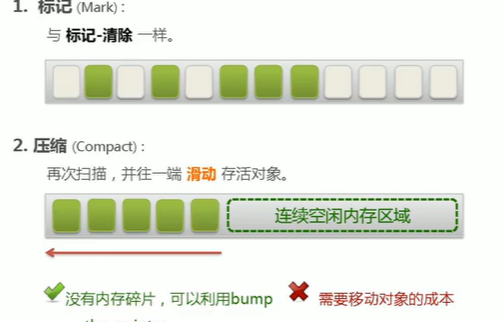 1. 标记 (Mark) :
与 标记-清除 一样。
2. 压缩 (Compact) :
再次扫描，并往一端 滑动 存活对象。
连续空闲内存区域
没有内存碎片，可以利用bump
需要移动对象的成本